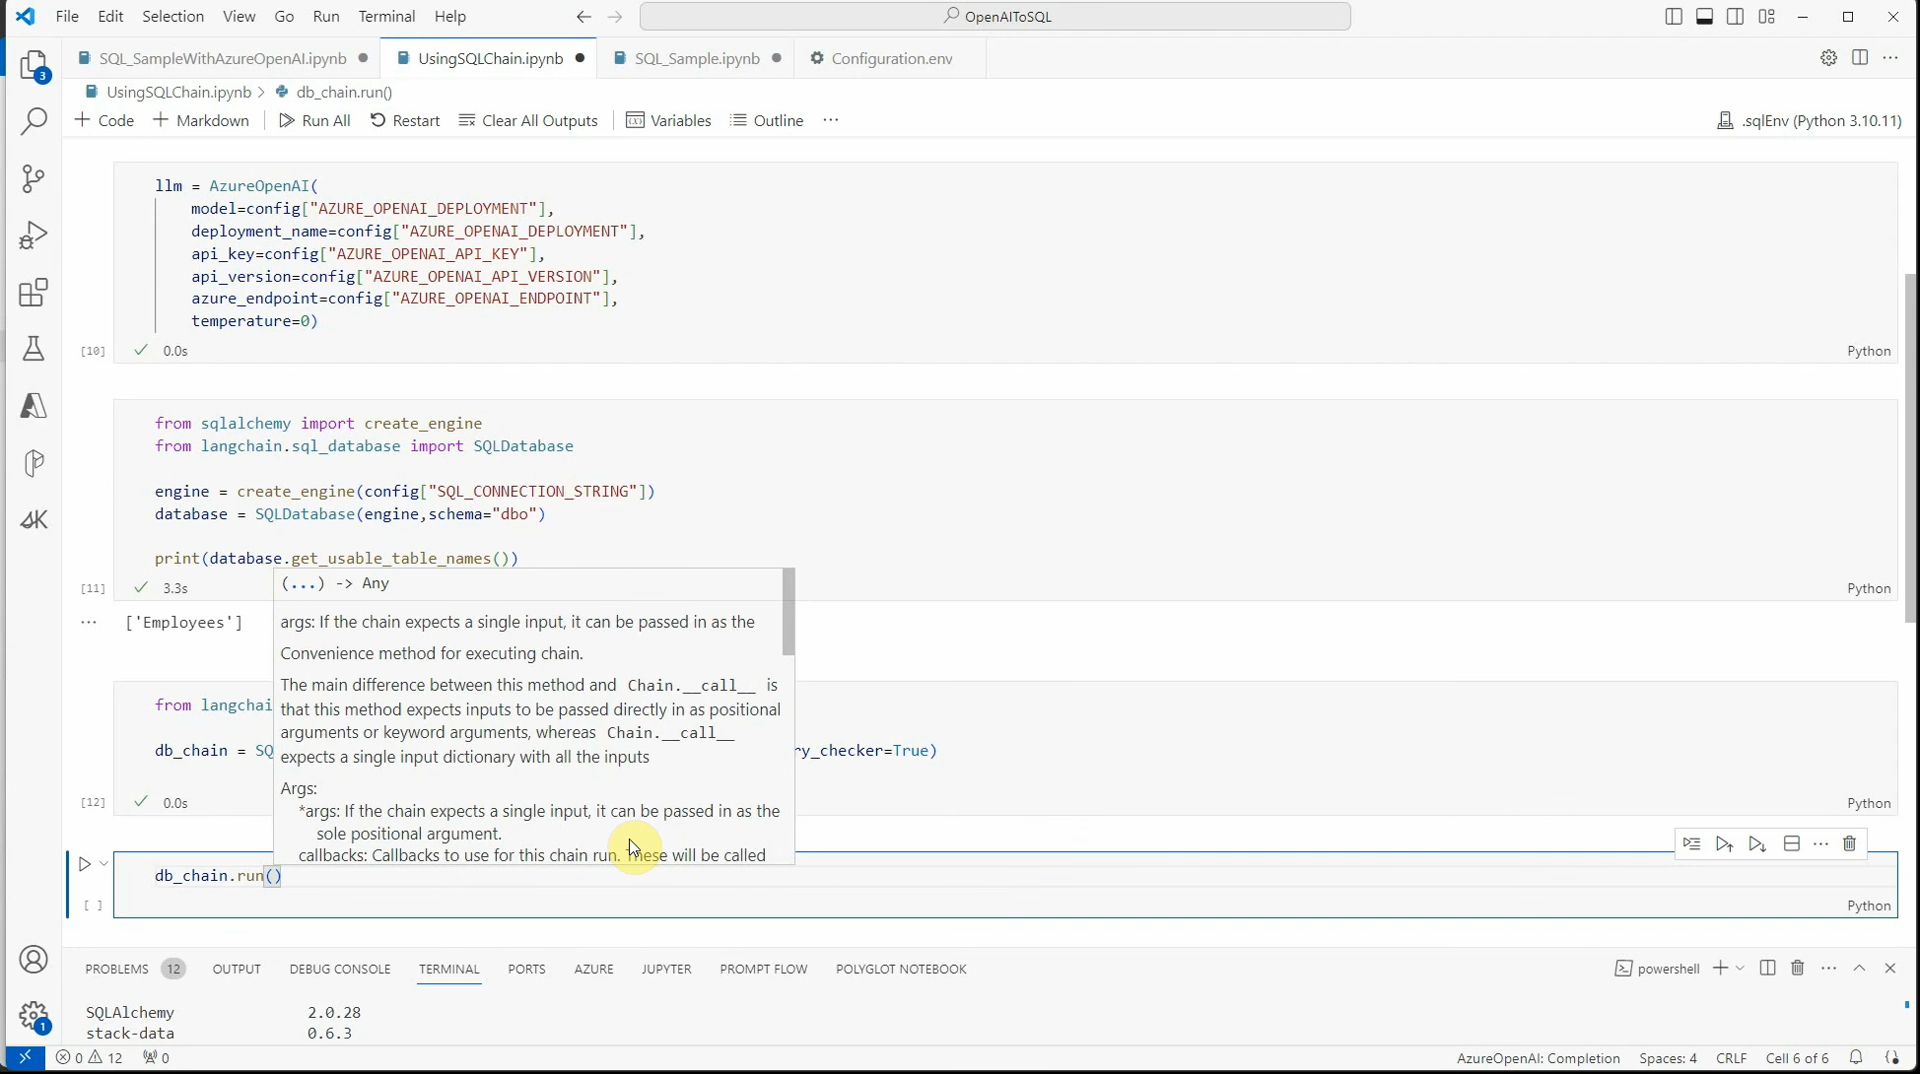 File Edit Selection View Go Run Terminal Help
OpenAIToSQL
SQL_SampleWithAzureOpenAI.ipynb
UsingSQLChain.ipynb
SQL_Sample.ipynb
Configuration.env
3
UsingSQLChain.ipynb > db_chain.run()
+ Code + Markdown Run All Restart Clear All Outputs Variables Outline ...
.sqlEnv (Python 3.10.11)
llm = AzureOpenAI(
model=config["AZURE_OPENAI_DEPLOYMENT"],
deployment_name=config["AZURE_OPENAI_DEPLOYMENT"],
api_key=config["AZURE_OPENAI_API_KEY"],
api_version=config["AZURE_OPENAI_API_VERSION"],
azure_endpoint=config["AZURE_OPENAI_ENDPOINT"],
temperature=0)
[10] 0.0s Python
from sqlalchemy import create_engine
from langchain.sql_database import SQLDatabase
engine = create_engine(config["SQL_CONNECTION_STRING"])
database = SQLDatabase(engine,schema="dbo")
print(database.get_usable_table_names())
[11] 3.3s Python
(...) -> Any
... ['Employees']
args: If the chain expects a single input, it can be passed in as the
Convenience method for executing chain.
The main difference between this method and Chain.__call__ is
that this method expects inputs to be passed directly in as positional
arguments or keyword arguments, whereas Chain.__call__
expects a single input dictionary with all the inputs
Args:
*args: If the chain expects a single input, it can be passed in as the
sole positional argument.
callbacks: Callbacks to use for this chain run. These will be called
from langchai
db_chain = SQ
ry_checker=True)
[12] 0.0s Python
db_chain.run()
[ ] Python
PROBLEMS 12 OUTPUT DEBUG CONSOLE TERMINAL PORTS AZURE JUPYTER PROMPT FLOW POLYGLOT NOTEBOOK
powershell
SQLAlchemy 2.0.28
stack-data 0.6.3
1
0 12 0
AzureOpenAI: Completion Spaces: 4 CRLF Cell 6 of 6